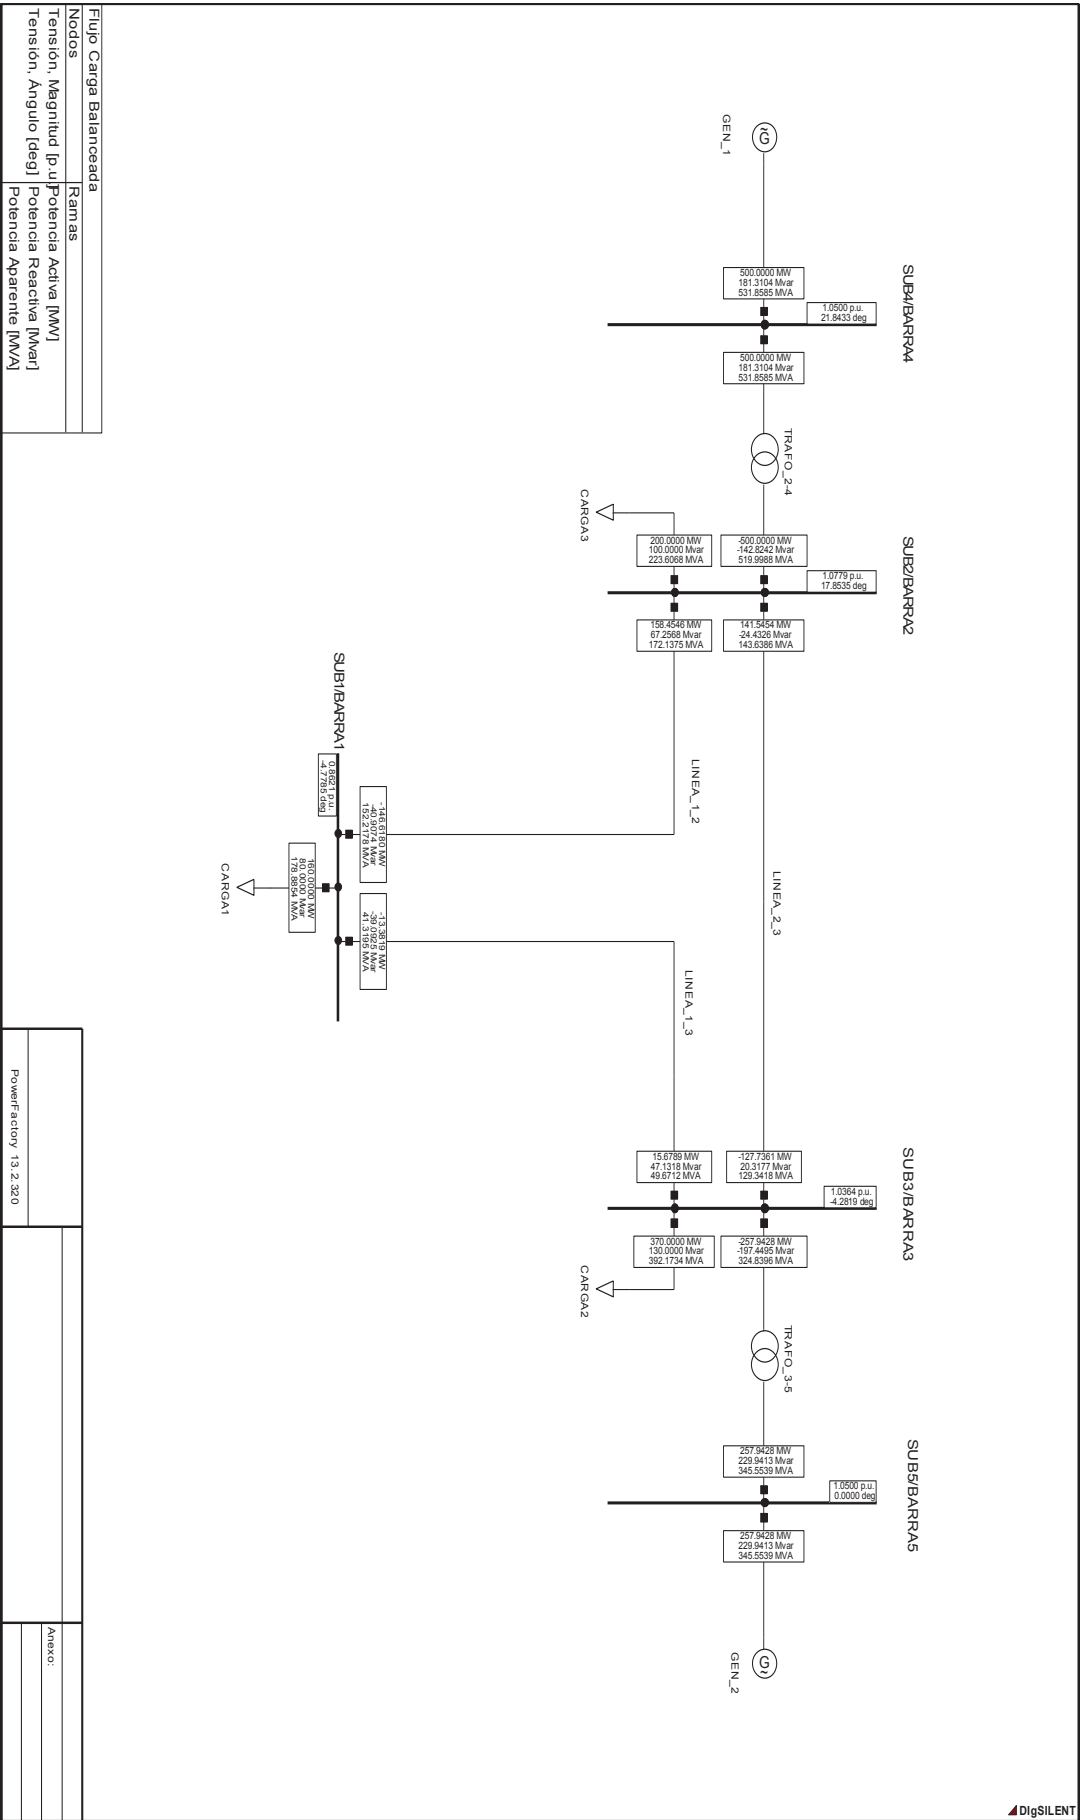 DIgSILENT
SUB4/BARRA4
SUB2/BARRA2
SUB3/BARRA3
SUB5/BARRA5
1.0500 p.u.
21.8433 deg
1.0779 p.u.
17.8535 deg
1.0364 p.u.
-4.2819 deg
1.0500 p.u.
0.0000 deg
GEN_1
500.0000 MW
181.3104 Mvar
531.8585 MVA
500.0000 MW
181.3104 Mvar
531.8585 MVA
TRAFO_2-4
-500.0000 MW
-142.8242 Mvar
519.9988 MVA
141.5454 MW
-24.4326 Mvar
143.6386 MVA
LINEA_2_3
-127.7361 MW
20.3177 Mvar
129.3418 MVA
-257.9428 MW
-197.4495 Mvar
324.8396 MVA
TRAFO_3-5
257.9428 MW
229.9413 Mvar
345.5539 MVA
257.9428 MW
229.9413 Mvar
345.5539 MVA
GEN_2
CARGA3
200.0000 MW
100.0000 Mvar
223.6068 MVA
158.4546 MW
67.2568 Mvar
172.1375 MVA
LINEA_1_2
LINEA_1_3
15.6789 MW
47.1318 Mvar
49.6712 MVA
370.0000 MW
130.0000 Mvar
392.1734 MVA
CARGA2
SUB1/BARRA1
0.8621 p.u.
-4.7785 deg
-146.6180 MW
-40.9074 Mvar
152.2178 MVA
-13.3819 MW
-39.0925 Mvar
41.3195 MVA
160.0000 MW
80.0000 Mvar
178.8854 MVA
CARGA1
Flujo Carga Balanceada
Nodos
Ramas
Tensión, Magnitud [p.u.]
Potencia Activa [MW]
Tensión, Ángulo [deg]
Potencia Reactiva [Mvar]
Potencia Aparente [MVA]
PowerFactory 13.2.320
Anexo: